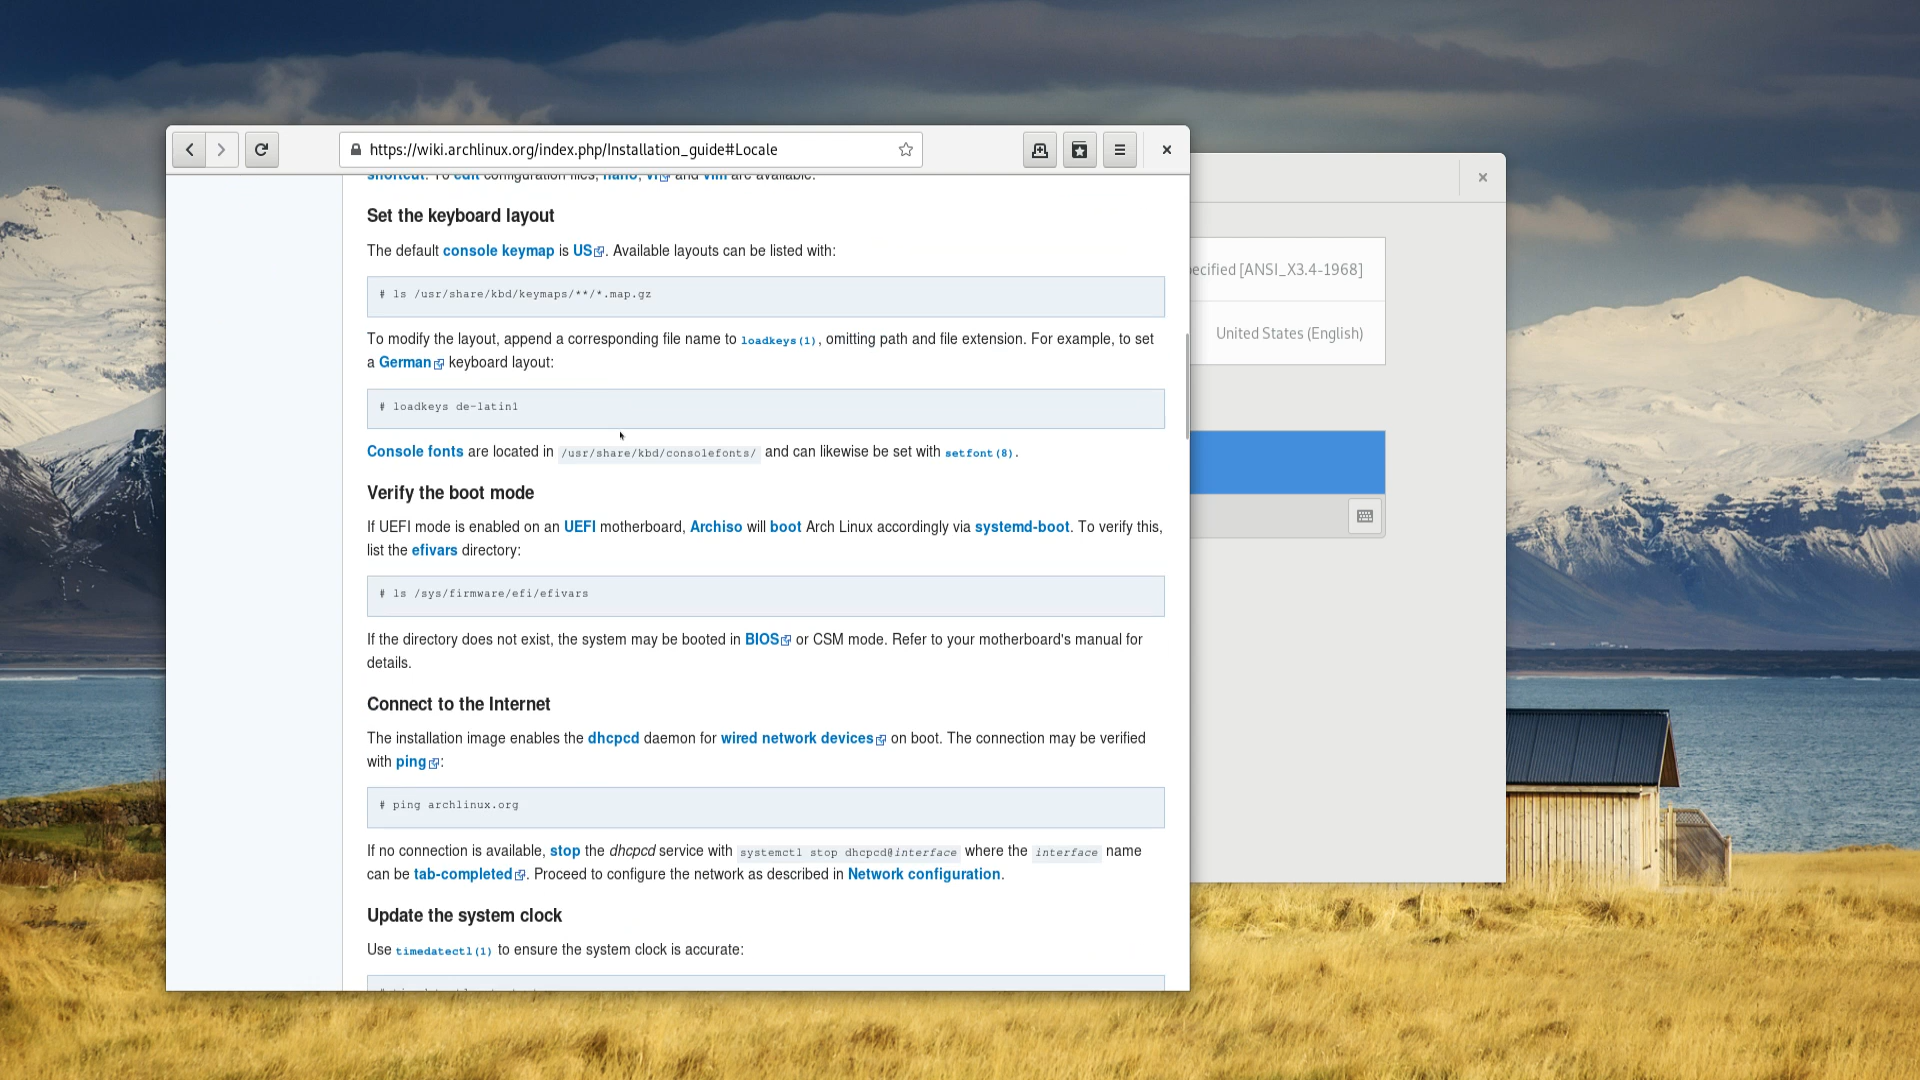 https://wiki.archlinux.org/index.php/Installation_guide#Locale
shortcut. To edit configuration files, nano, vi and vim are available.
Set the keyboard layout
The default console keymap is US. Available layouts can be listed with:
# ls /usr/share/kbd/keymaps/**/*.map.gz
To modify the layout, append a corresponding file name to loadkeys(1), omitting path and file extension. For example, to set
a German keyboard layout:
# loadkeys de-latin1
Console fonts are located in /usr/share/kbd/consolefonts/ and can likewise be set with setfont(8).
Verify the boot mode
If UEFI mode is enabled on an UEFI motherboard, Archiso will boot Arch Linux accordingly via systemd-boot. To verify this,
list the efivars directory:
# ls /sys/firmware/efi/efivars
If the directory does not exist, the system may be booted in BIOS or CSM mode. Refer to your motherboard's manual for
details.
Connect to the Internet
The installation image enables the dhcpcd daemon for wired network devices on boot. The connection may be verified
with ping:
# ping archlinux.org
If no connection is available, stop the dhcpcd service with systemctl stop dhcpcd@interface where the interface name
can be tab-completed. Proceed to configure the network as described in Network configuration.
Update the system clock
Use timedatectl(1) to ensure the system clock is accurate:
ecified [ANSI_X3.4-1968]
United States (English)